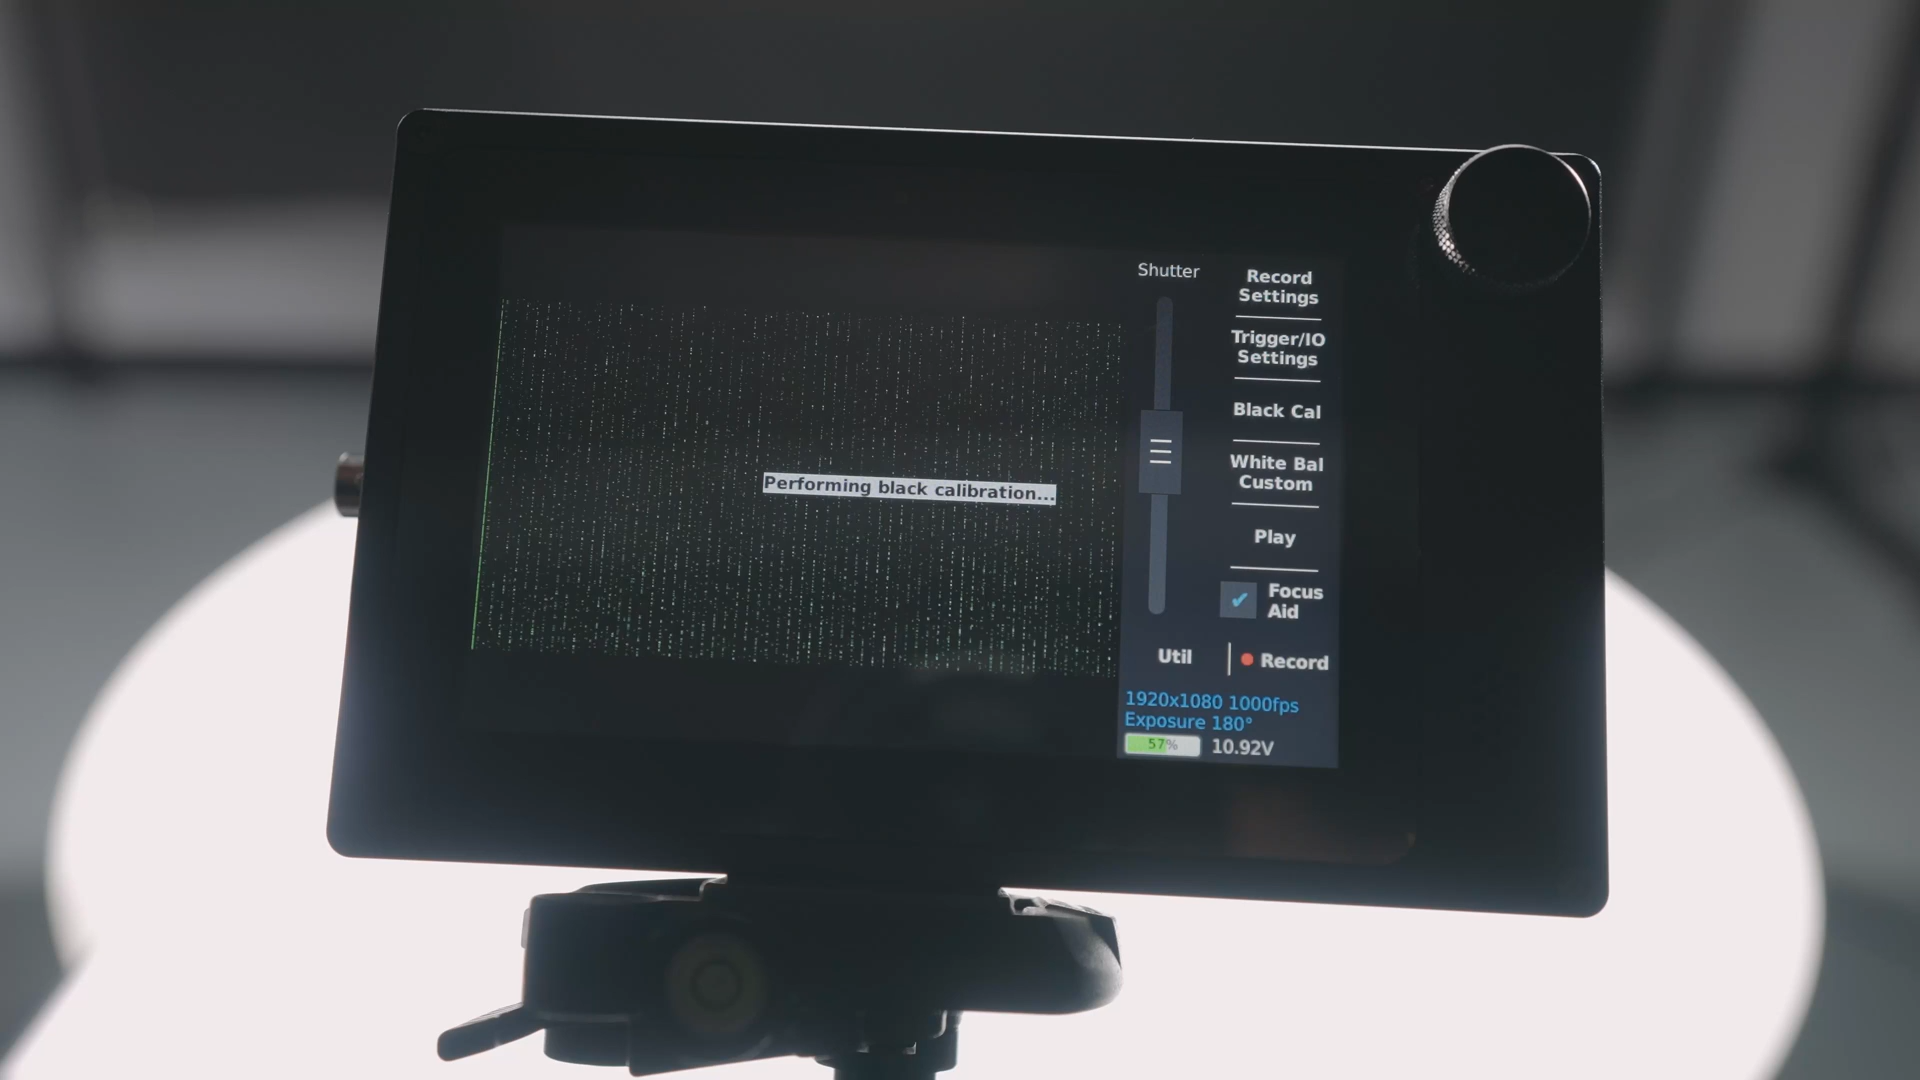 Shutter
Record
Settings
Trigger/IO
Settings
Black Cal
White Bal
Custom
Play
Focus
Aid
Util
Record
Performing black calibration...
1920x1080 1000fps
Exposure 180°
57%
10.92V